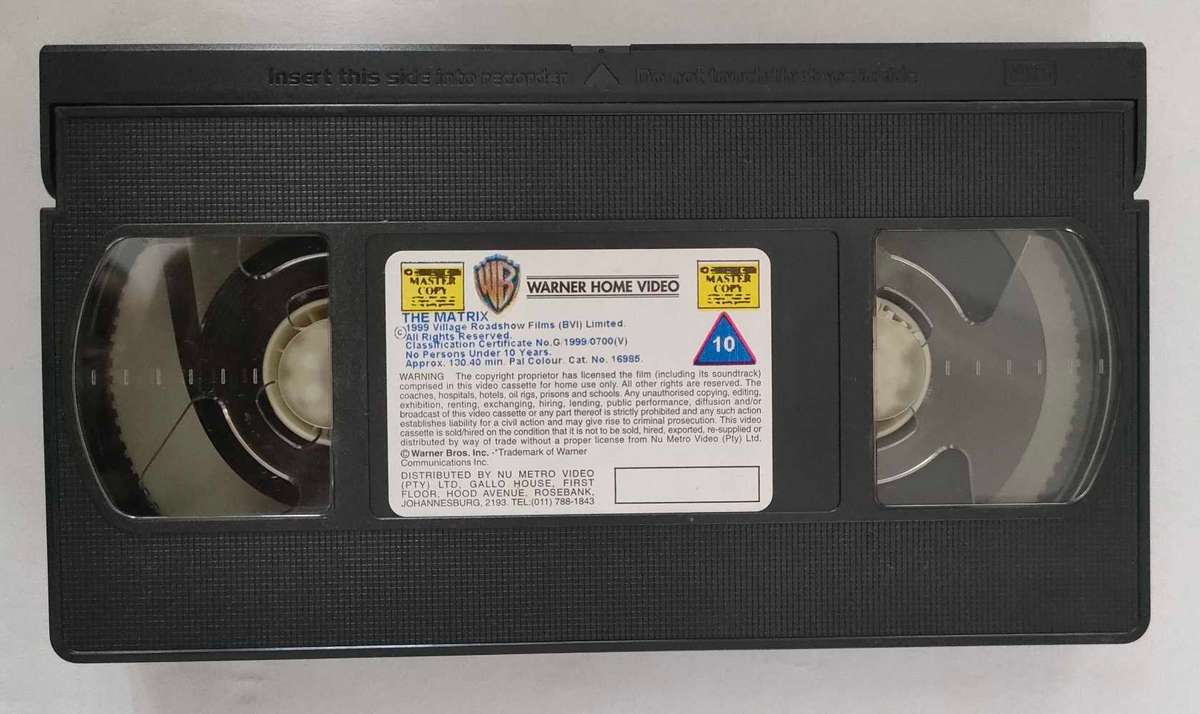 Insert this side into recorder
Do not touch the tape inside
MASTER
COPY
WB
WARNER HOME VIDEO
MASTER
COPY
THE MATRIX
©1999 Village Roadshow Films (BVI) Limited.
All Rights Reserved.
Classification Certificate No.G 1999/0700(V)
No Persons Under 10 Years.
Approx. 130.40 min. Pal Colour. Cat. No. 16985.
10
WARNING The copyright proprietor has licensed the film (including its soundtrack)
comprised in this video cassette for home use only. All other rights are reserved. The
coaches, hospitals, hotels, oil rigs, prisons and schools. Any unauthorised copying, editing,
exhibition, renting, exchanging, hiring, lending, public performance, diffusion and/or
broadcast of this video cassette or any part thereof is strictly prohibited and any such action
establishes liability for a civil action and may give rise to criminal prosecution. This video
cassette is sold/hired on the condition that it is not to be sold, hired, exported, re-supplied or
distributed by way of trade without a proper license from Nu Metro Video (Pty) Ltd.
© Warner Bros. Inc. -*Trademark of Warner
Communications Inc.
DISTRIBUTED BY NU METRO VIDEO
(PTY) LTD, GALLO HOUSE, FIRST
FLOOR, HOOD AVENUE, ROSEBANK,
JOHANNESBURG, 2193. TEL:(011) 788-1843